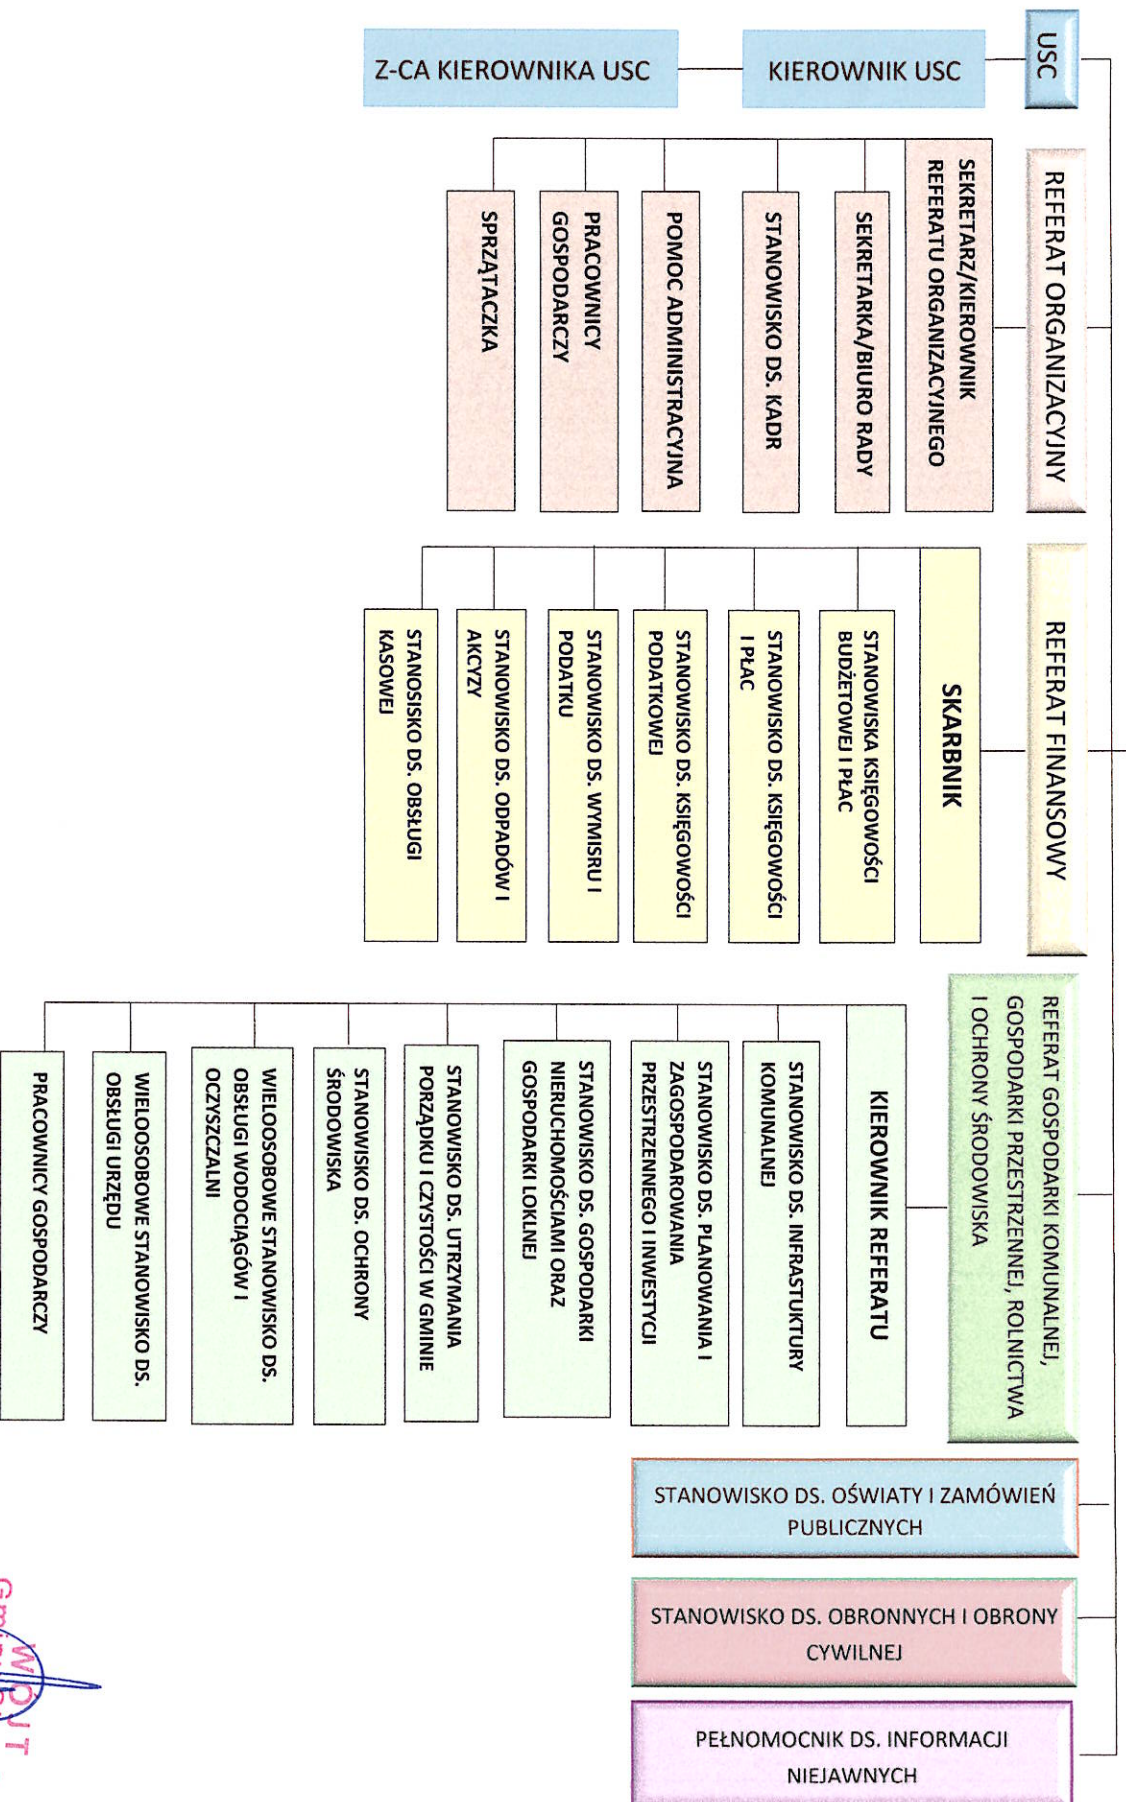 USC
KIEROWNIK USC
Z-CA KIEROWNIKA USC
REFERAT ORGANIZACYJNY
SEKRETARZ/KIEROWNIK
REFERATU ORGANIZACYJNEGO
SEKRETARKA/BIURO RADY
STANOWISKO DS. KADR
POMOC ADMINISTRACYJNA
PRACOWNICY
GOSPODARCZY
SPRZĄTACZKA
REFERAT FINANSOWY
SKARBNIK
STANOWISKA KSIĘGOWOŚCI
BUDŻETOWEJ I PŁAC
STANOWISKO DS. KSIĘGOWOŚCI
I PŁAC
STANOWISKO DS. KSIĘGOWOŚCI
PODATKOWEJ
STANOWISKO DS. WYMISRU I
PODATKU
STANOWISKO DS. ODPADÓW I
AKCYZY
STANOSISKO DS. OBSŁUGI
KASOWEJ
REFERAT GOSPODARKI KOMUNALNEJ,
GOSPODARKI PRZESTRZENNEJ, ROLNICTWA
I OCHRONY ŚRODOWISKA
KIEROWNIK REFERATU
STANOWISKO DS. INFRASTUKTURY
KOMUNALNEJ
STANOWISKO DS. PLANOWANIA I
ZAGOSPODAROWANIA
PRZESTRZENNEGO I INWESTYCJI
STANOWISKO DS. GOSPODARKI
NIERUCHOMOŚCIAMI ORAZ
GOSPODARKI LOKLNEJ
STANOWISKO DS. UTRZYMANIA
PORZĄDKU I CZYSTOŚCI W GMINIE
STANOWISKO DS. OCHRONY
ŚRODOWISKA
WIELOOSOBOWE STANOWISKO DS.
OBSŁUGI WODOCIĄGÓW I
OCZYSZCZALNI
WIELOOSOBOWE STANOWISKO DS.
OBSŁUGI URZĘDU
PRACOWNICY GOSPODARCZY
STANOWISKO DS. OŚWIATY I ZAMÓWIEŃ
PUBLICZNYCH
STANOWISKO DS. OBRONNYCH I OBRONY
CYWILNEJ
PEŁNOMOCNIK DS. INFORMACJI
NIEJAWNYCH
WÓJT